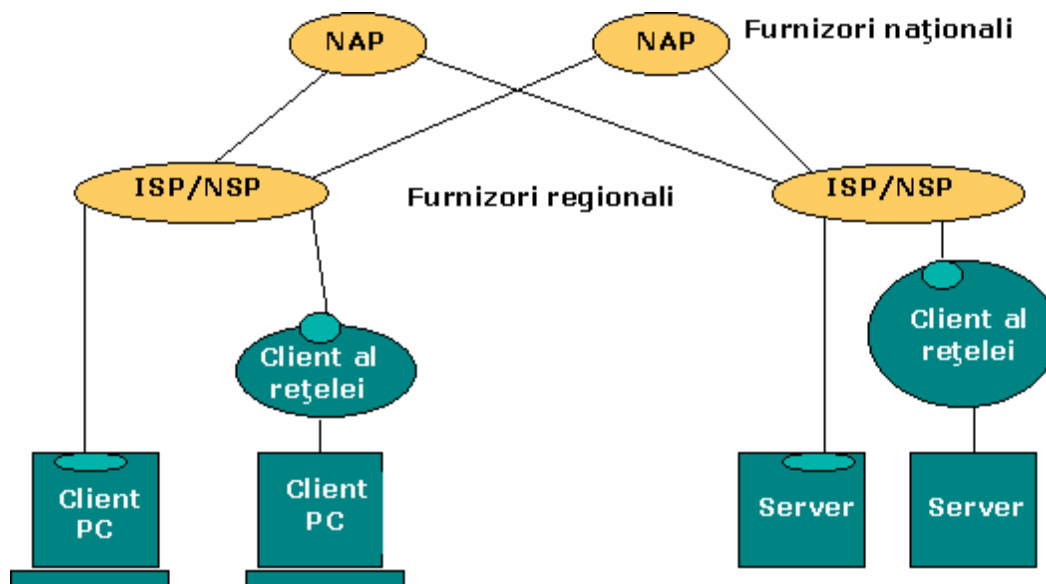 NAP
NAP
Furnizori naţionali
ISP/NSP
Furnizori regionali
ISP/NSP
Client al
reţelei
Client al
reţelei
Client
PC
Client
PC
Server
Server